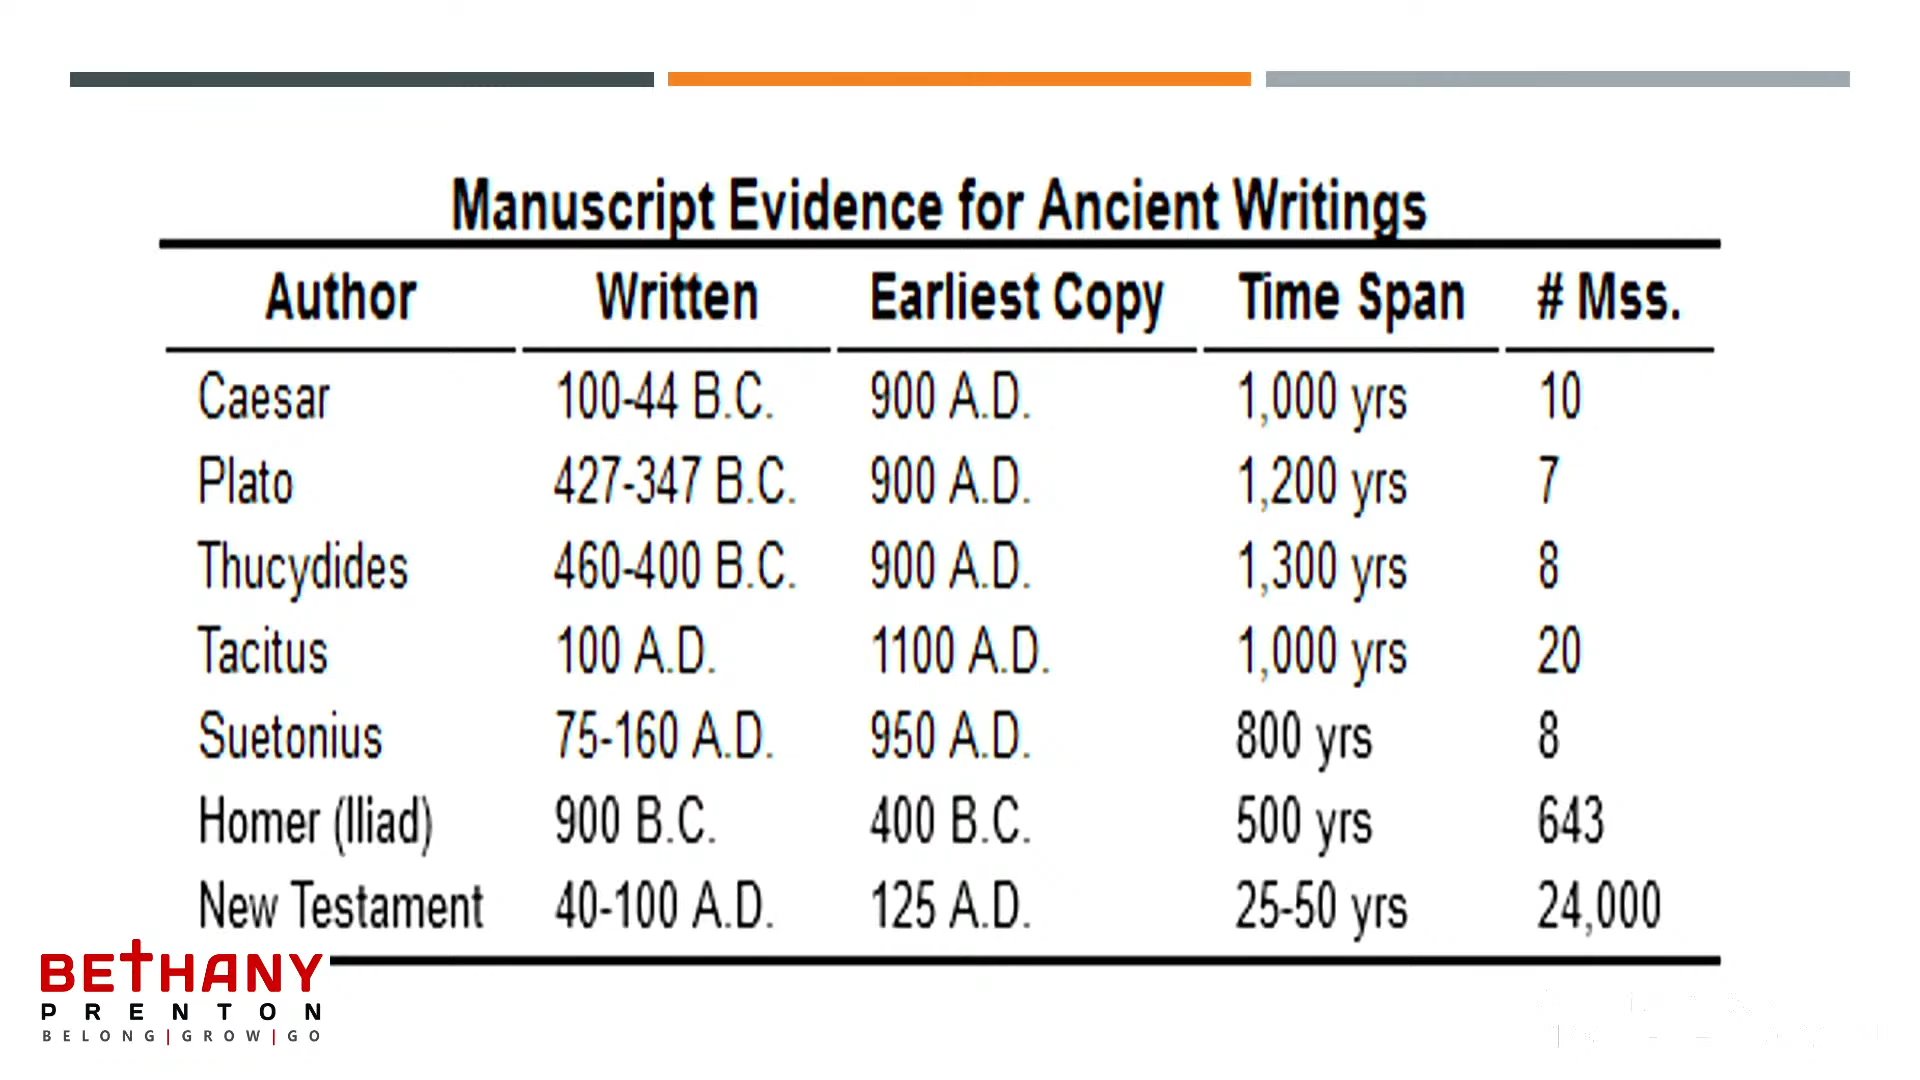 Manuscript Evidence for Ancient Writings
Author Written Earliest Copy Time Span # Mss.
Caesar 100-44 B.C. 900 A.D. 1,000 yrs 10
Plato 427-347 B.C. 900 A.D. 1,200 yrs 7
Thucydides 460-400 B.C. 900 A.D. 1,300 yrs 8
Tacitus 100 A.D. 1100 A.D. 1,000 yrs 20
Suetonius 75-160 A.D. 950 A.D. 800 yrs 8
Homer (Iliad) 900 B.C. 400 B.C. 500 yrs 643
New Testament 40-100 A.D. 125 A.D. 25-50 yrs 24,000
BETHANY
PRENTON
BELONG|GROW|GO